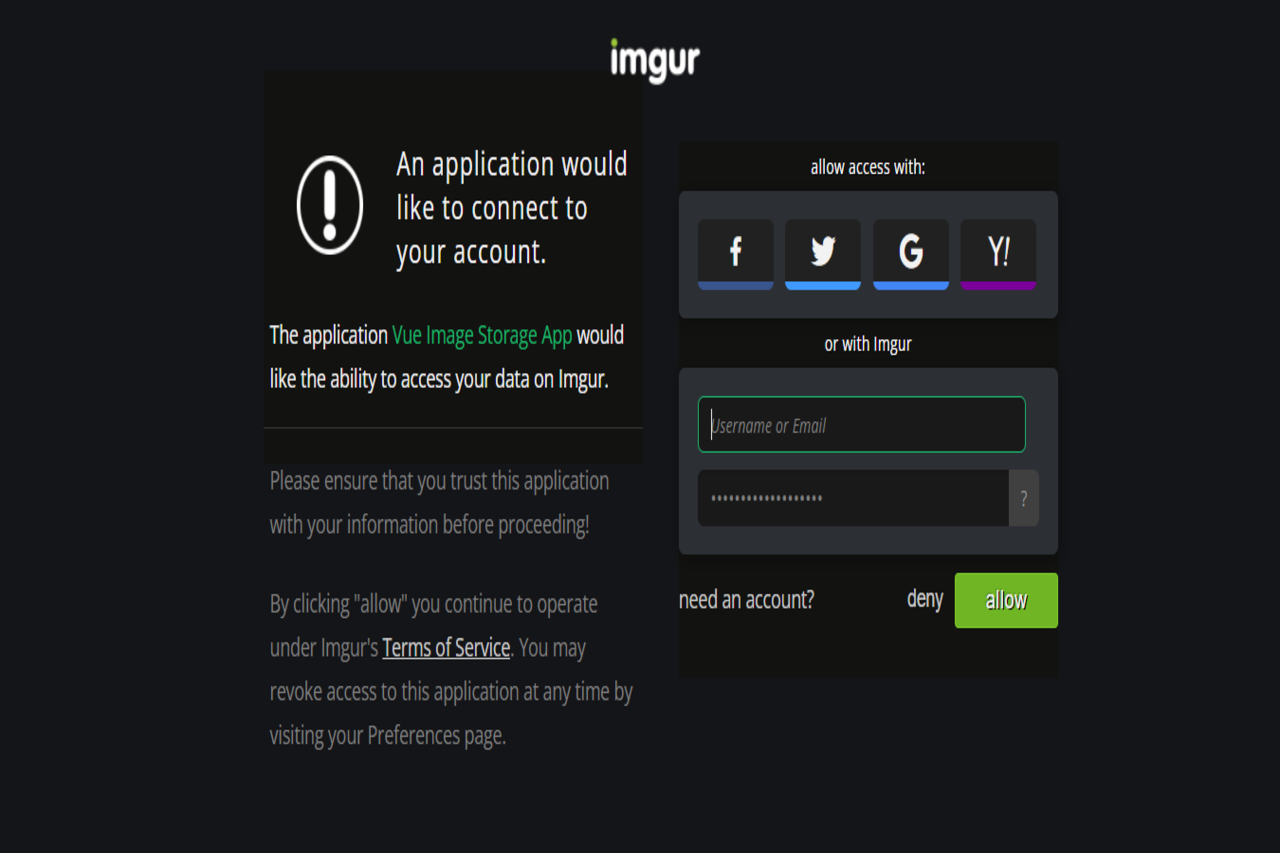 imgur
An application would
like to connect to
your account.
The application Vue Image Storage App would
like the ability to access your data on Imgur.
Please ensure that you trust this application
with your information before proceeding!
By clicking "allow" you continue to operate
under Imgur's Terms of Service. You may
revoke access to this application at any time by
visiting your Preferences page.
allow access with:
f G Y!
or with Imgur
Username or Email
•••••••••••••••••••
?
need an account? deny allow